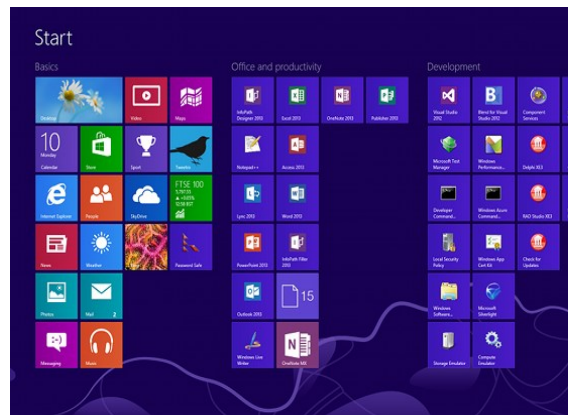 Start
Basics
Office and productivity
Development
Desktop
Video
Maps
InfoPath Designer 2013
Excel 2013
OneNote 2013
Publisher 2013
Visual Studio 2012
Blend for Visual Studio 2012
Component Services
10
Monday
Calendar
Store
Sport
Notepad++
Access 2013
Microsoft Test Manager
Windows Performance...
Delphi XE3
Internet Explorer
People
SkyDrive
FTSE 100
Lync 2013
Word 2013
Developer Command...
Windows Azure Command...
RAD Studio XE3
News
Weather
Password Safe
PowerPoint 2013
InfoPath Filler 2013
Local Security Policy
Windows App Cert Kit
Check for Updates
Photos
Mail
2
Outlook 2013
15
Windows Software...
Microsoft Silverlight
Messaging
Music
Windows Live Writer
OneNote MX
Storage Emulator
Compute Emulator